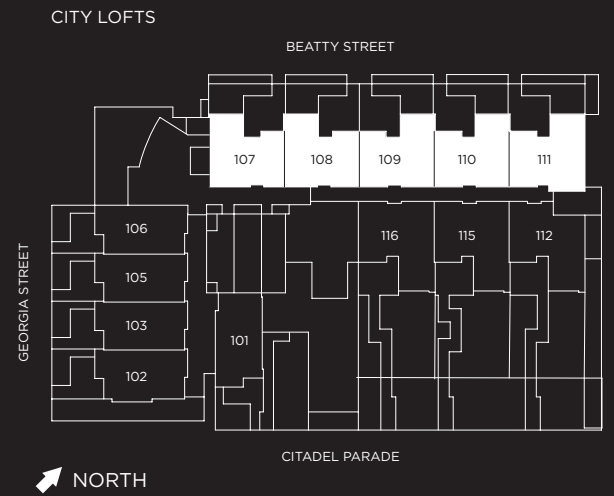 CITY LOFTS
BEATTY STREET
107 108 109 110 111
106
116 115 112
105
GEORGIA STREET
103
101
102
CITADEL PARADE
NORTH